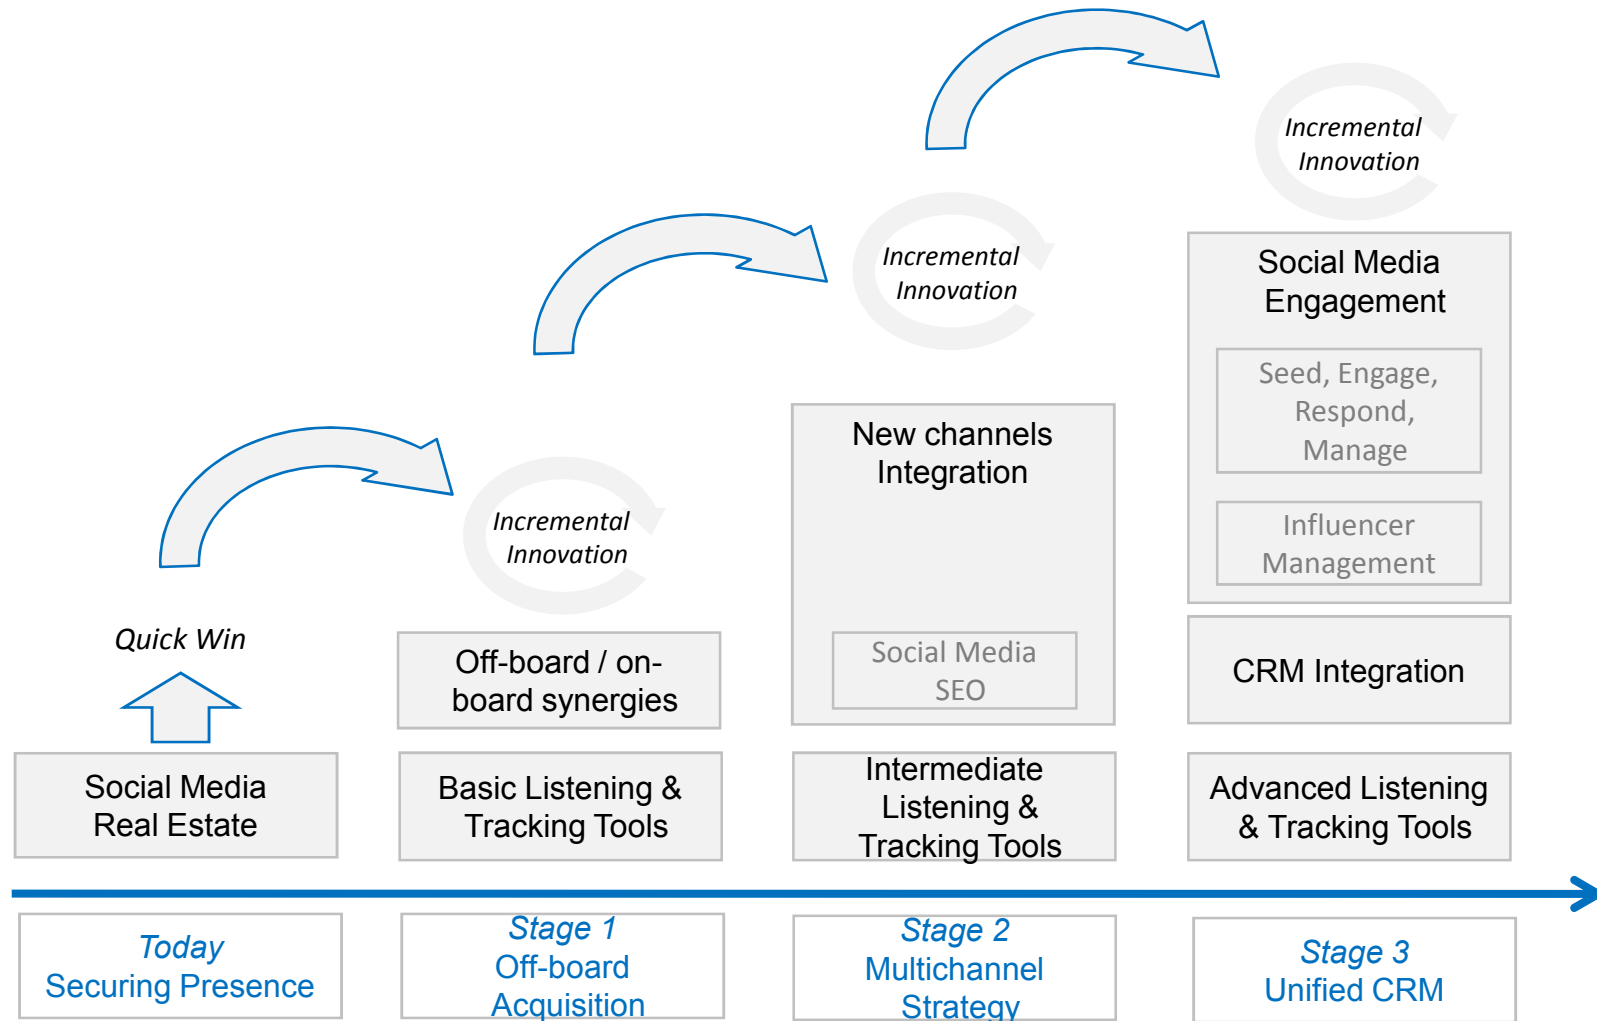 Incremental
Innovation
Incremental
Innovation
Social Media
Engagement
Seed, Engage,
Respond,
Manage
New channels
Integration
Incremental
Innovation
Influencer
Management
Quick Win
Off-board / on-
board synergies
Social Media
SEO
CRM Integration
Social Media
Real Estate
Basic Listening &
Tracking Tools
Intermediate
Listening &
Tracking Tools
Advanced Listening
& Tracking Tools
Today
Securing Presence
Stage 1
Off-board
Acquisition
Stage 2
Multichannel
Strategy
Stage 3
Unified CRM